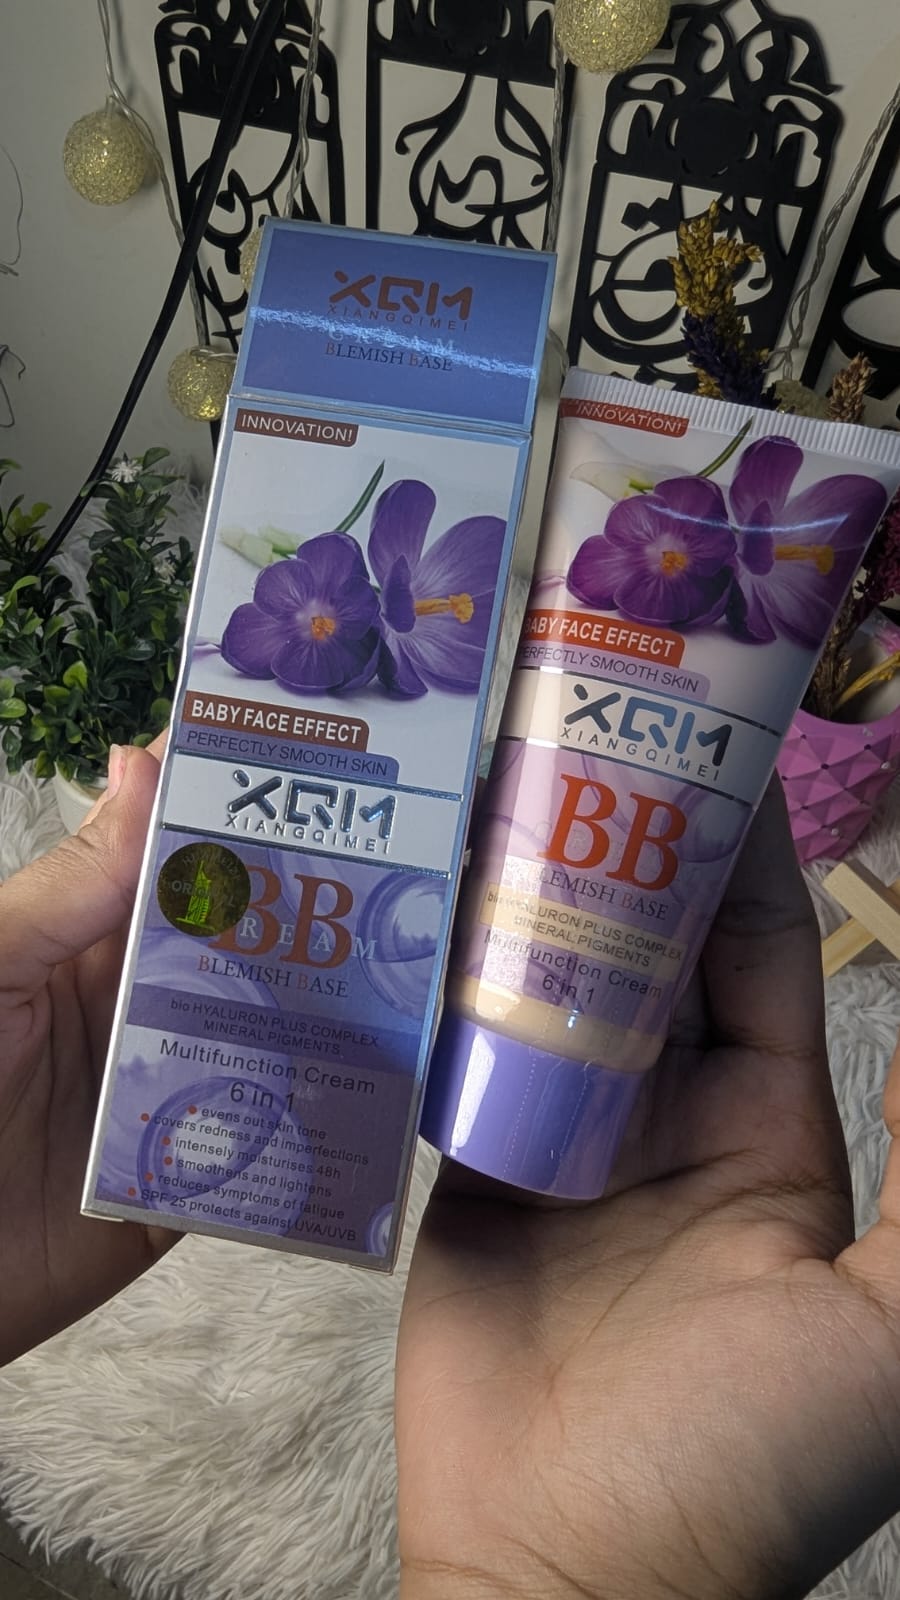 XQM
XIANGQIMEI
CREAM
BLEMISH BASE
INNOVATION!
BABY FACE EFFECT
PERFECTLY SMOOTH SKIN
XQM
XIANGQIMEI
BB
CREAM
BLEMISH BASE
bio HYALURON PLUS COMPLEX
MINERAL PIGMENTS
Multifunction Cream
6 in 1
evens out skin tone
covers redness and imperfections
intensely moisturises 48h
smoothens and lightens
reduces symptoms of fatigue
SPF 25 protects against UVA/UVB
INNOVATION!
BABY FACE EFFECT
PERFECTLY SMOOTH SKIN
XQM
XIANGQIMEI
BB
BLEMISH BASE
bio HYALURON PLUS COMPLEX
MINERAL PIGMENTS
Multifunction Cream
6 in 1